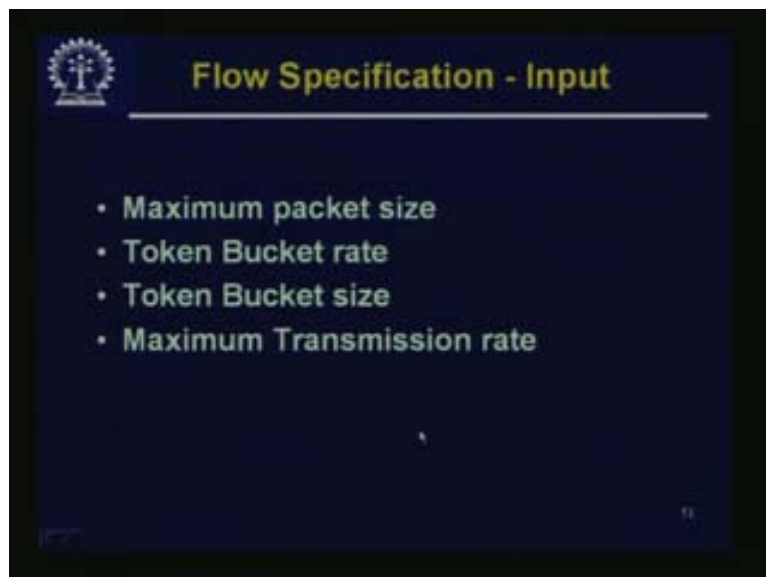 Flow Specification - Input
• Maximum packet size
• Token Bucket rate
• Token Bucket size
• Maximum Transmission rate